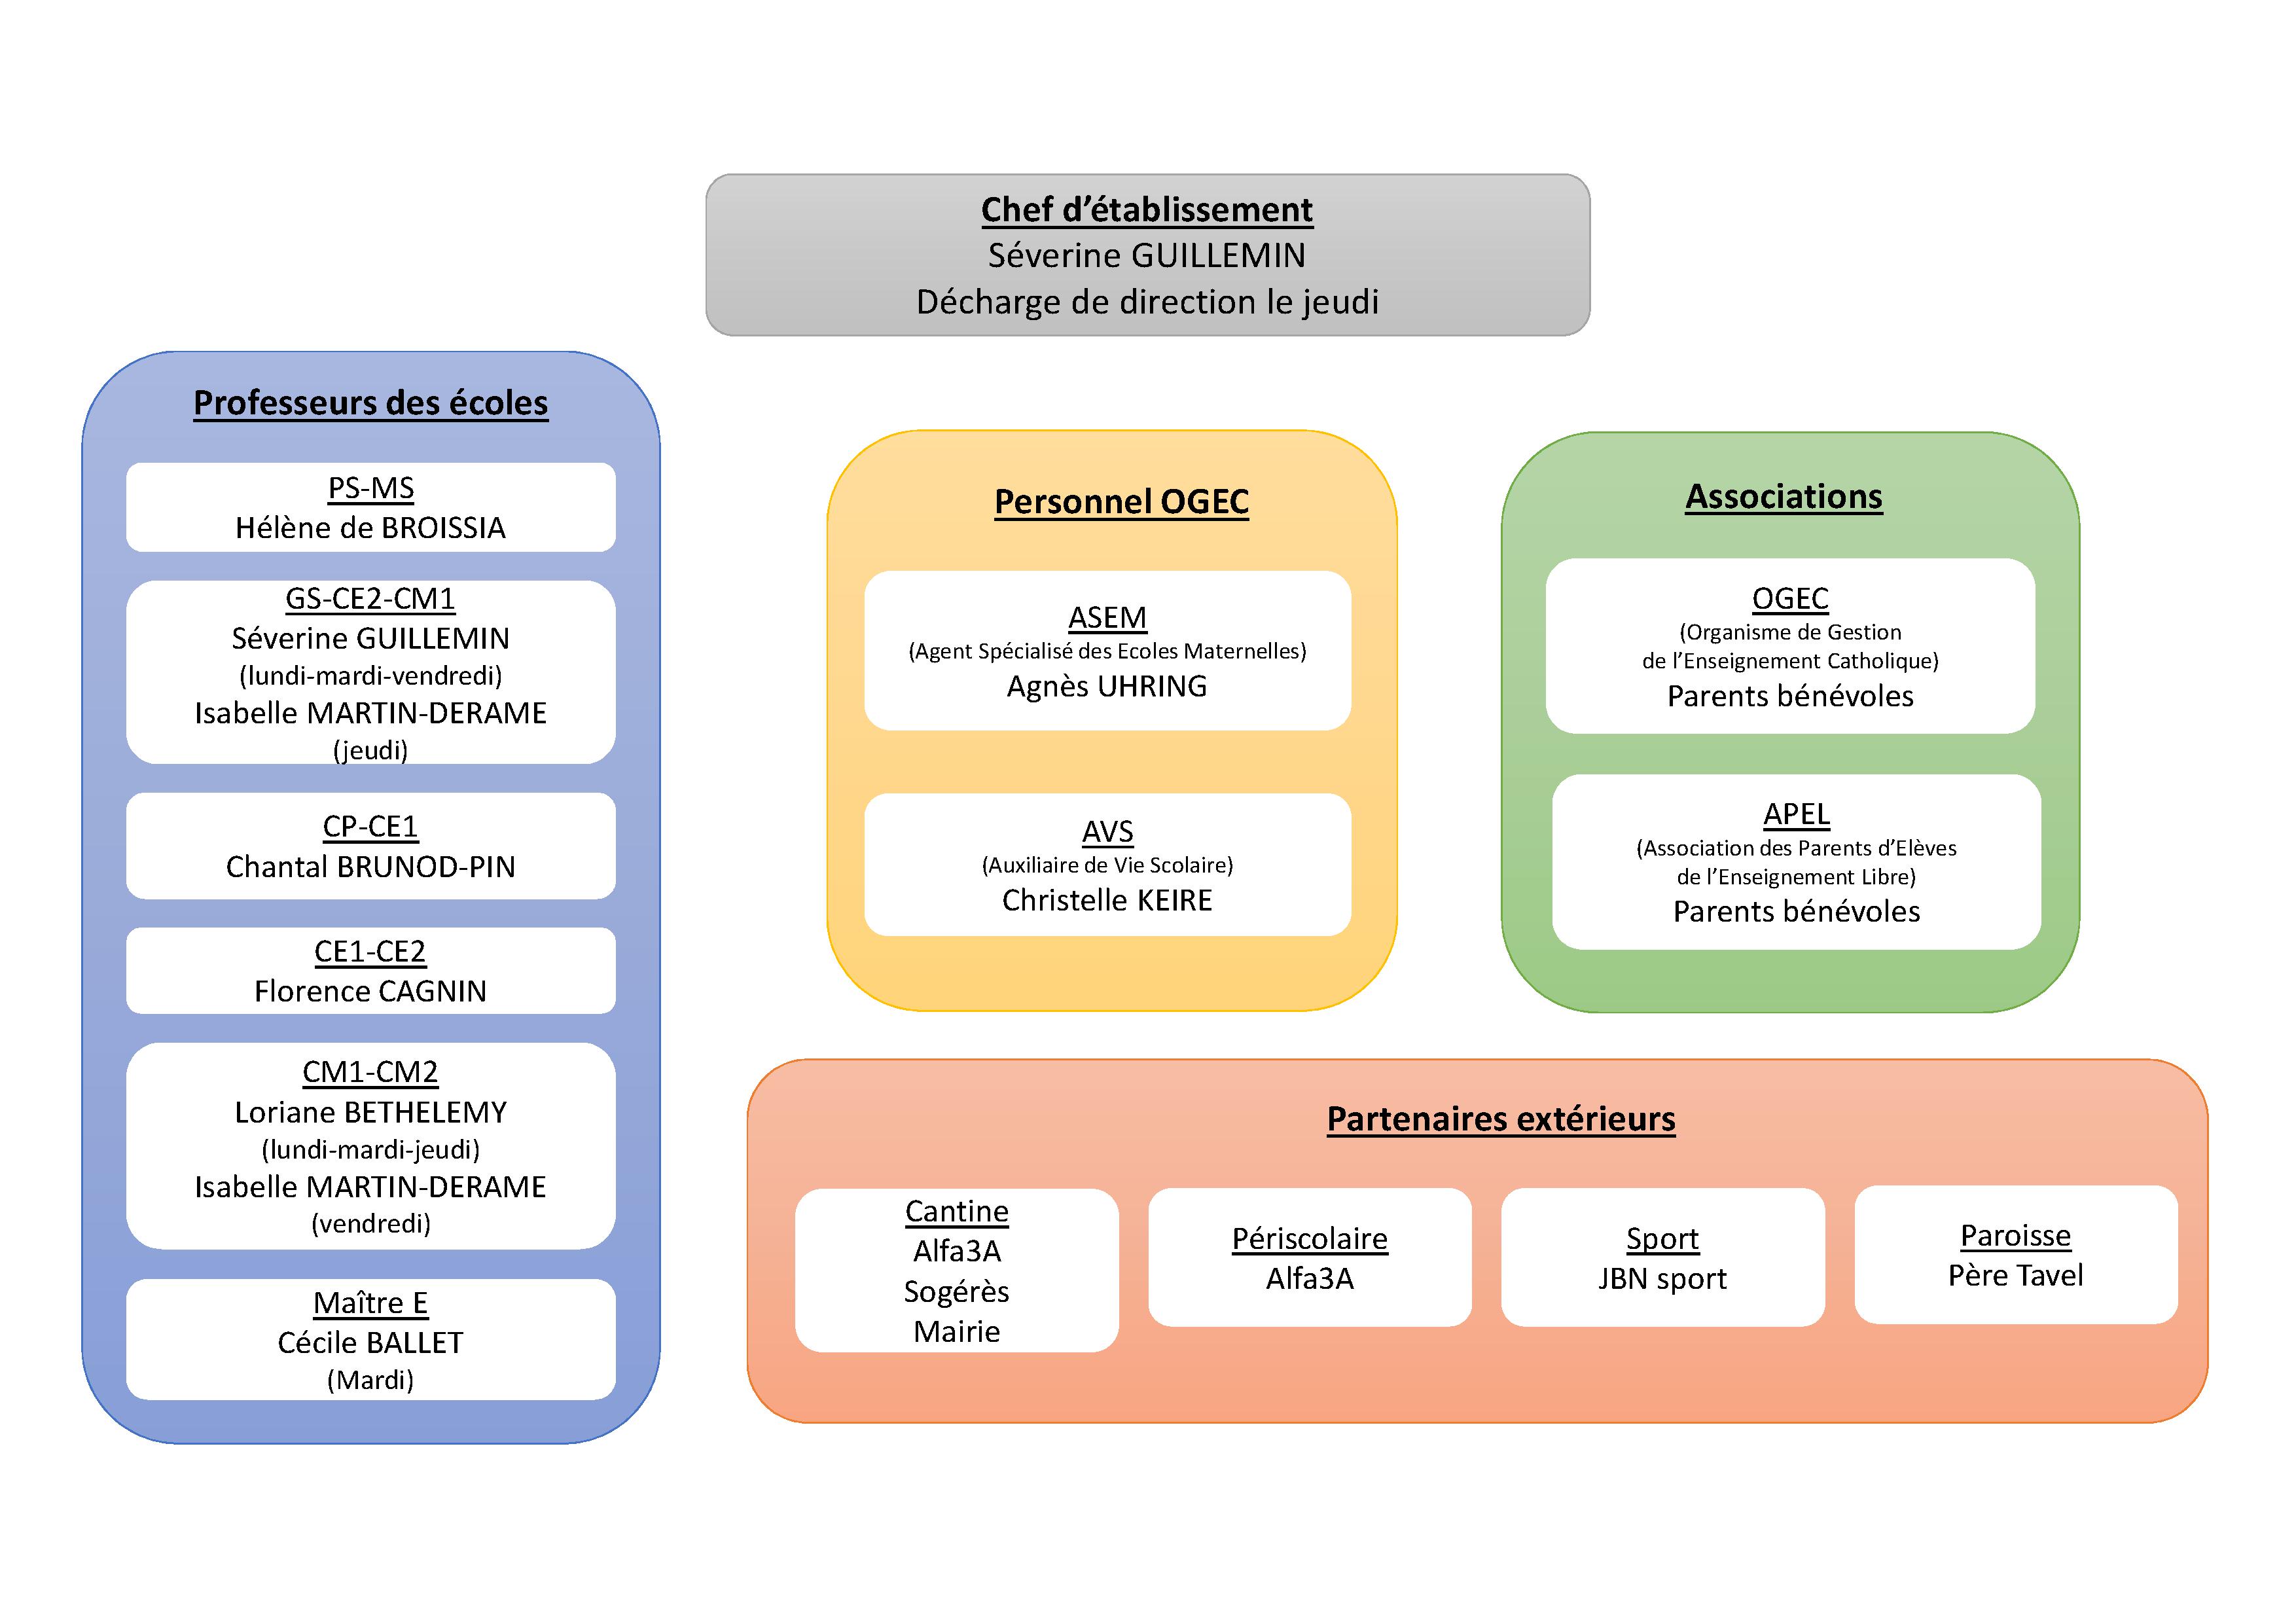 Chef d’établissement
Séverine GUILLEMIN
Décharge de direction le jeudi
Professeurs des écoles
PS-MS
Hélène de BROISSIA
GS-CE2-CM1
Séverine GUILLEMIN
(lundi-mardi-vendredi)
Isabelle MARTIN-DERAME
(jeudi)
CP-CE1
Chantal BRUNOD-PIN
CE1-CE2
Florence CAGNIN
CM1-CM2
Loriane BETHELEMY
(lundi-mardi-jeudi)
Isabelle MARTIN-DERAME
(vendredi)
Maître E
Cécile BALLET
(Mardi)
Personnel OGEC
ASEM
(Agent Spécialisé des Ecoles Maternelles)
Agnès UHRING
AVS
(Auxiliaire de Vie Scolaire)
Christelle KEIRE
Associations
OGEC
(Organisme de Gestion
de l’Enseignement Catholique)
Parents bénévoles
APEL
(Association des Parents d’Elèves
de l’Enseignement Libre)
Parents bénévoles
Partenaires extérieurs
Cantine
Alfa3A
Sogérès
Mairie
Périscolaire
Alfa3A
Sport
JBN sport
Paroisse
Père Tavel